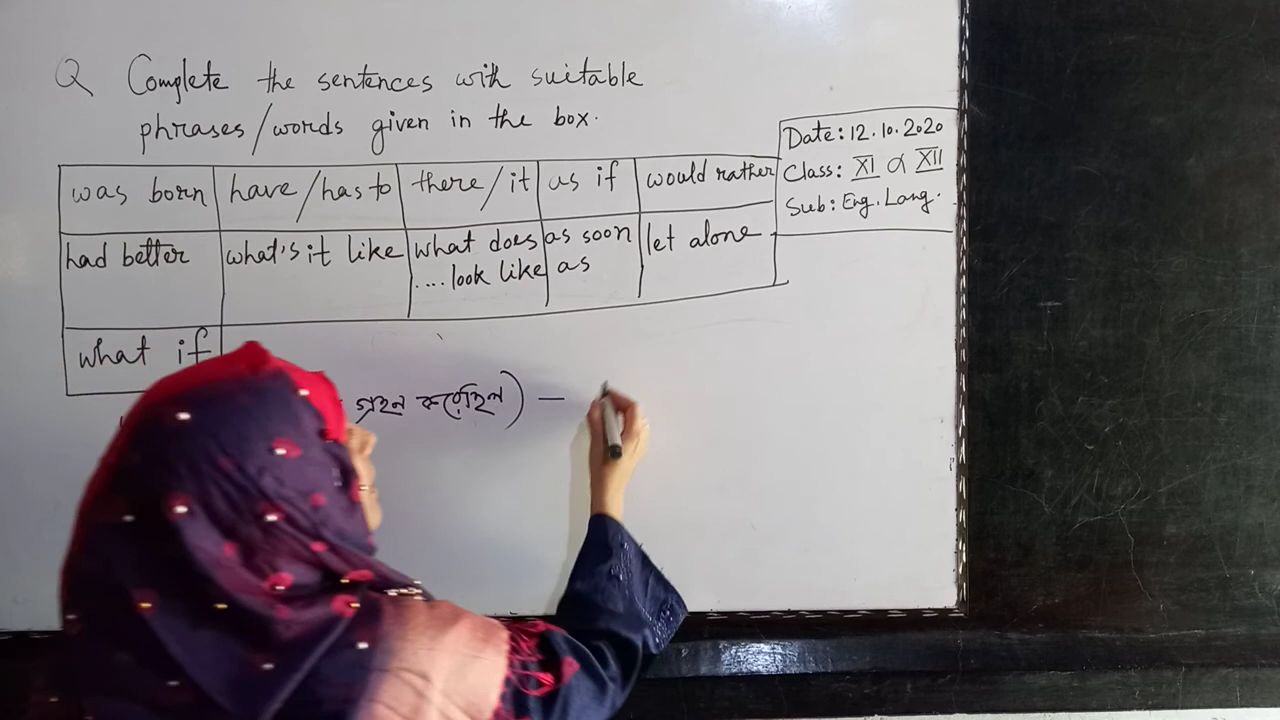 Q Complete the sentences with suitable
phrases/words given in the box.
Date: 12.10.2020
Class: XI & XII
Sub: Eng. Lang.
was born have/has to there/it as if would rather
had better what's it like what does as soon let alone
....look like as
what if
গ্রহন করেছিল) —